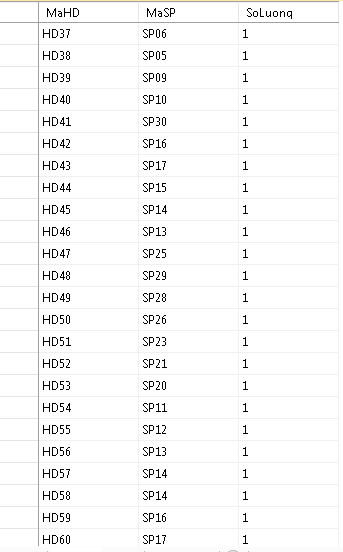 MaHD MaSP SoLuong
HD37 SP06 1
HD38 SP05 1
HD39 SP09 1
HD40 SP10 1
HD41 SP30 1
HD42 SP16 1
HD43 SP17 1
HD44 SP15 1
HD45 SP14 1
HD46 SP13 1
HD47 SP25 1
HD48 SP29 1
HD49 SP28 1
HD50 SP26 1
HD51 SP23 1
HD52 SP21 1
HD53 SP20 1
HD54 SP11 1
HD55 SP12 1
HD56 SP13 1
HD57 SP14 1
HD58 SP14 1
HD59 SP16 1
HD60 SP17 1